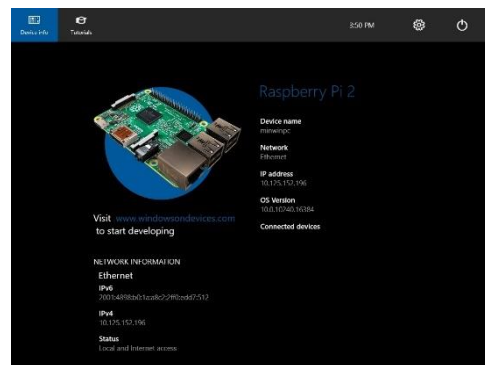 Device info
Tutorials
3:50 PM
Raspberry Pi 2
Device name
minwinpc
Network
Ethernet
IP address
10.125.152.196
OS Version
10.0.10240.16384
Connected devices
Visit www.windowsondevices.com
to start developing
NETWORK INFORMATION
Ethernet
IPv6
IPv4
10.125.152.196
Status
Local and Internet access